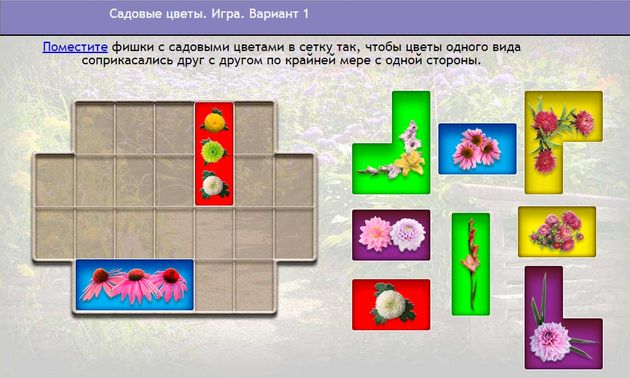 Садовые цветы. Игра. Вариант 1
Поместите фишки с садовыми цветами в сетку так, чтобы цветы одного вида
соприкасались друг с другом по крайней мере с одной стороны.